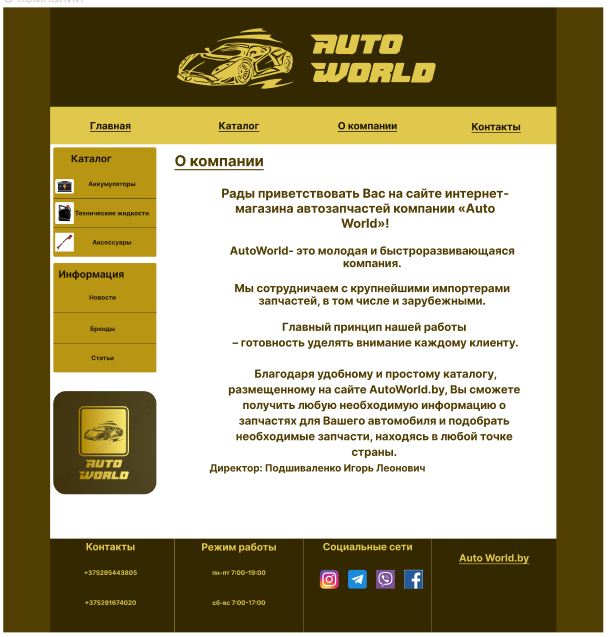 О компании
AUTO
WORLD
Главная
Каталог
О компании
Контакты
Каталог
Аккумуляторы
Технические жидкости
Аксессуары
Информация
Новости
Бренды
Статьи
AUTO
WORLD
О компании
Рады приветствовать Вас на сайте интернет-
магазина автозапчастей компании «Auto
World»!
AutoWorld- это молодая и быстроразвивающаяся
компания.
Мы сотрудничаем с крупнейшими импортерами
запчастей, в том числе и зарубежными.
Главный принцип нашей работы
– готовность уделять внимание каждому клиенту.
Благодаря удобному и простому каталогу,
размещенному на сайте AutoWorld.by, Вы сможете
получить любую необходимую информацию о
запчастях для Вашего автомобиля и подобрать
необходимые запчасти, находясь в любой точке
страны.
Директор: Подшиваленко Игорь Леонович
Контакты
+375295443805
+375291674020
Режим работы
пн-пт 7:00-19:00
сб-вс 7:00-17:00
Социальные сети
Auto World.by